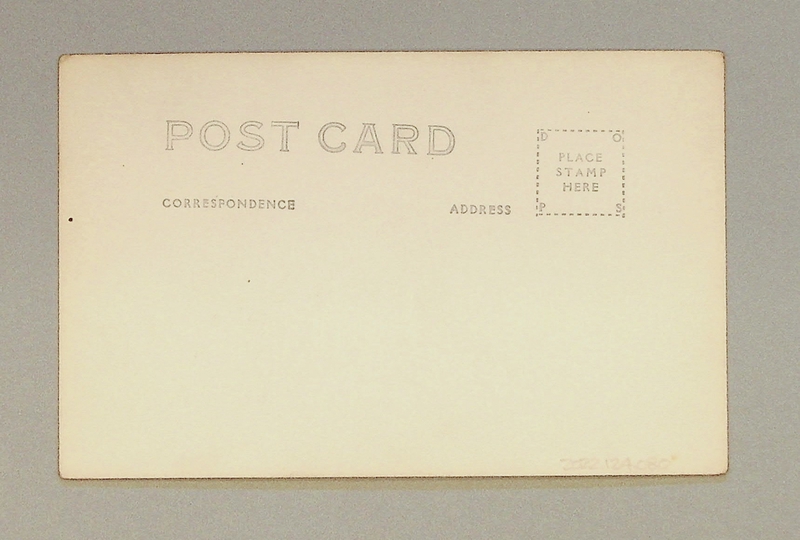 POST CARD
D O
PLACE
STAMP
HERE
P S
CORRESPONDENCE
ADDRESS